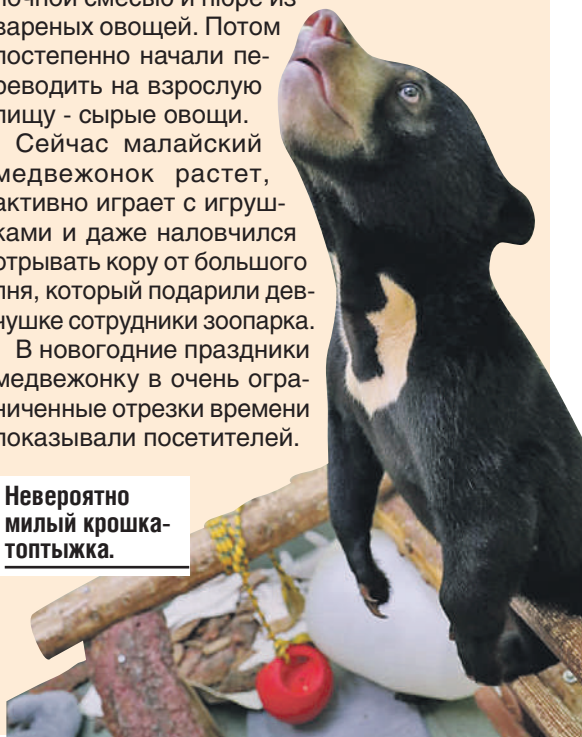 лочной смесью и пюре из
вареных овощей. Потом
постепенно начали пе-
реводить на взрослую
пищу - сырые овощи.
Сейчас малайский
медвежонок растет,
активно играет с игруш-
ками и даже наловчился
отрывать кору от большого
пня, который подарили дев-
чушке сотрудники зоопарка.
В новогодние праздники
медвежонку в очень огра-
ниченные отрезки времени
показывали посетителей.
Невероятно
милый крошка-
топтыжка.